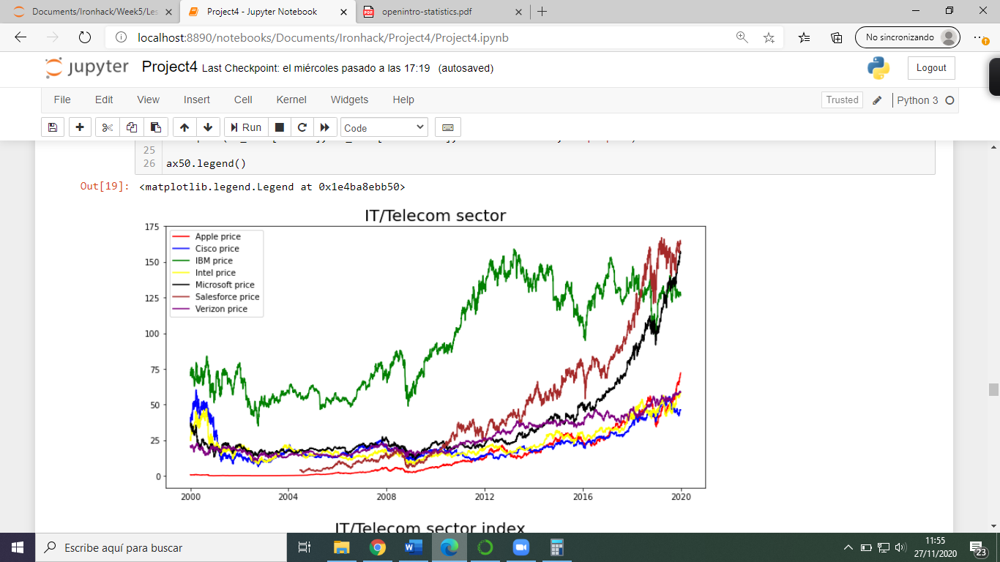 Documents/Ironhack/Week5/Les
Project4 - Jupyter Notebook
openintro-statistics.pdf
localhost:8890/notebooks/Documents/Ironhack/Project4/Project4.ipynb
No sincronizando
jupyter Project4 Last Checkpoint: el miércoles pasado a las 17:19 (autosaved)
Logout
File Edit View Insert Cell Kernel Widgets Help
Trusted
Python 3
Run
Code
25
26 ax50.legend()
Out[19]: <matplotlib.legend.Legend at 0x1e4ba8ebb50>
IT/Telecom sector
175
150
125
100
75
50
25
0
Apple price
Cisco price
IBM price
Intel price
Microsoft price
Salesforce price
Verizon price
2000 2004 2008 2012 2016 2020
IT/Telecom sector index
Escribe aquí para buscar
11:55
27/11/2020
23